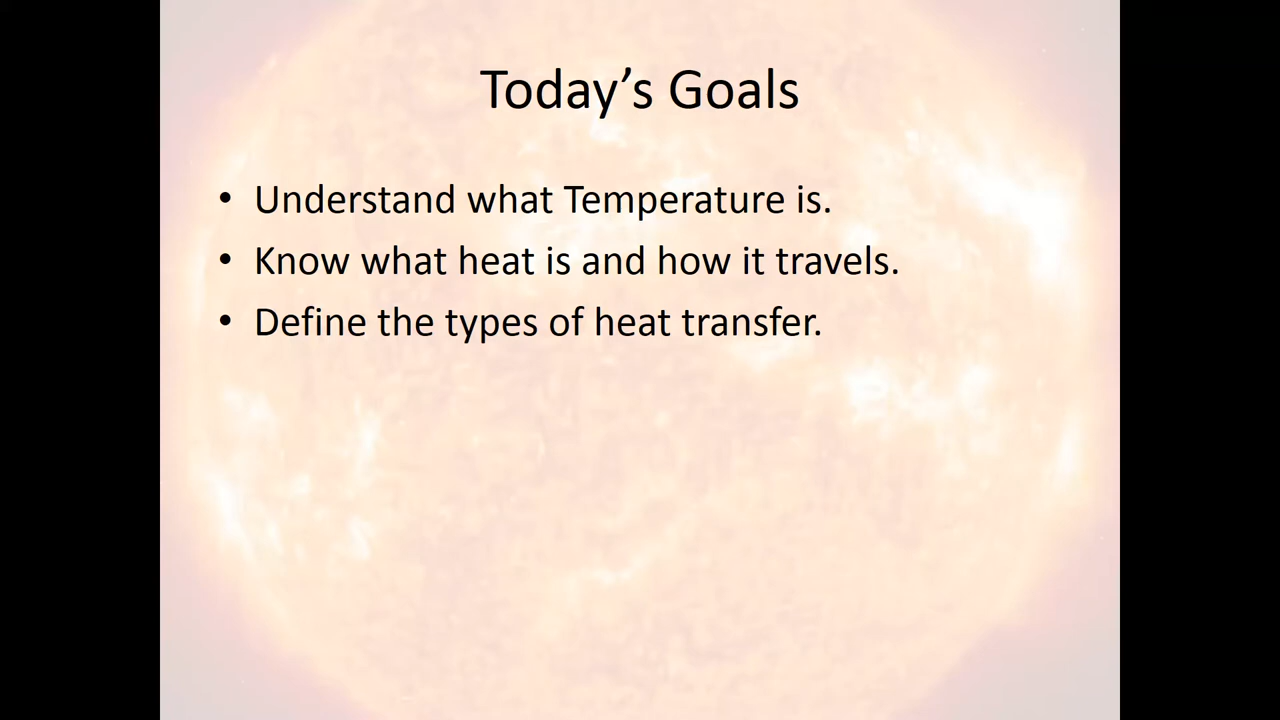 Today’s Goals
• Understand what Temperature is.
• Know what heat is and how it travels.
• Define the types of heat transfer.